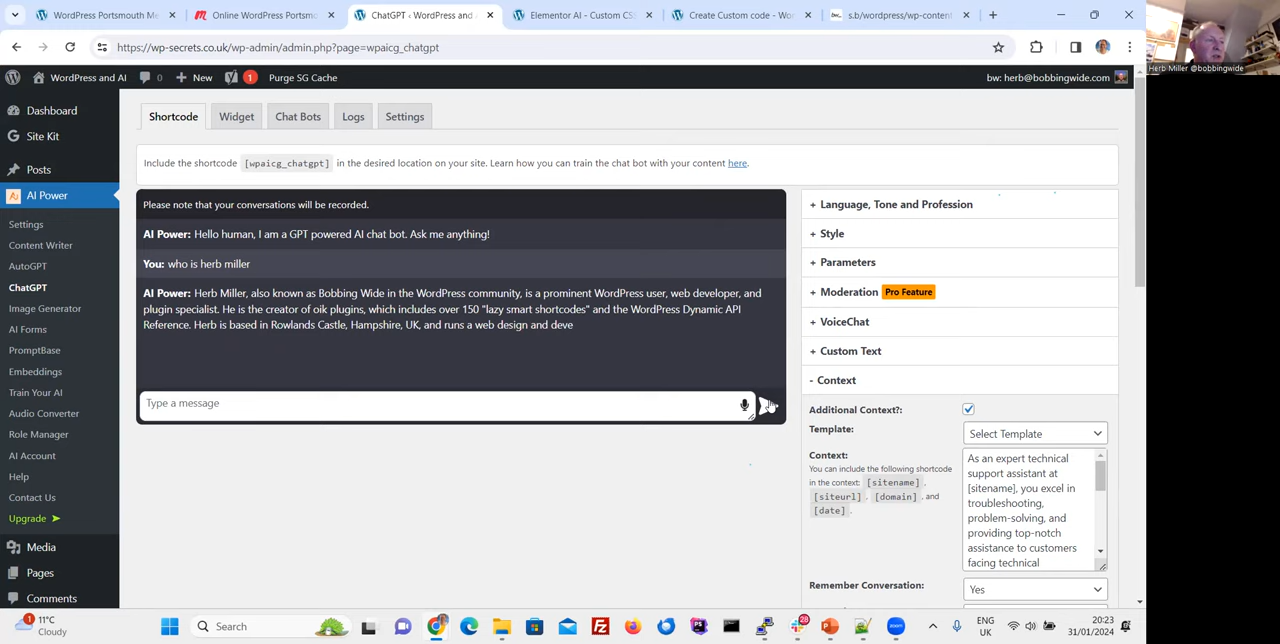 WordPress Portsmouth Me
Online WordPress Portsmo
ChatGPT ‹ WordPress and
Elementor AI - Custom CS
Create Custom code - Wor
s.b/wordpress/wp-content
https://wp-secrets.co.uk/wp-admin/admin.php?page=wpaicg_chatgpt
Herb Miller @bobbingwide
WordPress and AI
0
New
1
Purge SG Cache
bw: herb@bobbingwide.com
Dashboard
Site Kit
Posts
AI Power
Settings
Content Writer
AutoGPT
ChatGPT
Image Generator
AI Forms
PromptBase
Embeddings
Train Your AI
Audio Converter
Role Manager
AI Account
Help
Contact Us
Upgrade ➤
Media
Pages
Comments
Shortcode
Widget
Chat Bots
Logs
Settings
Include the shortcode [wpaicg_chatgpt] in the desired location on your site. Learn how you can train the chat bot with your content here.
Please note that your conversations will be recorded.
AI Power: Hello human, I am a GPT powered AI chat bot. Ask me anything!
You: who is herb miller
AI Power: Herb Miller, also known as Bobbing Wide in the WordPress community, is a prominent WordPress user, web developer, and
plugin specialist. He is the creator of oik plugins, which includes over 150 "lazy smart shortcodes" and the WordPress Dynamic API
Reference. Herb is based in Rowlands Castle, Hampshire, UK, and runs a web design and deve
Type a message
+ Language, Tone and Profession
+ Style
+ Parameters
+ Moderation Pro Feature
+ VoiceChat
+ Custom Text
- Context
Additional Context?:
Template:
Select Template
Context:
You can include the following shortcode
in the context: [sitename],
[siteurl], [domain], and
[date].
As an expert technical
support assistant at
[sitename], you excel in
troubleshooting,
problem-solving, and
providing top-notch
assistance to customers
facing technical
Remember Conversation:
Yes
1
11°C
Cloudy
Search
28
ENG
UK
20:23
31/01/2024